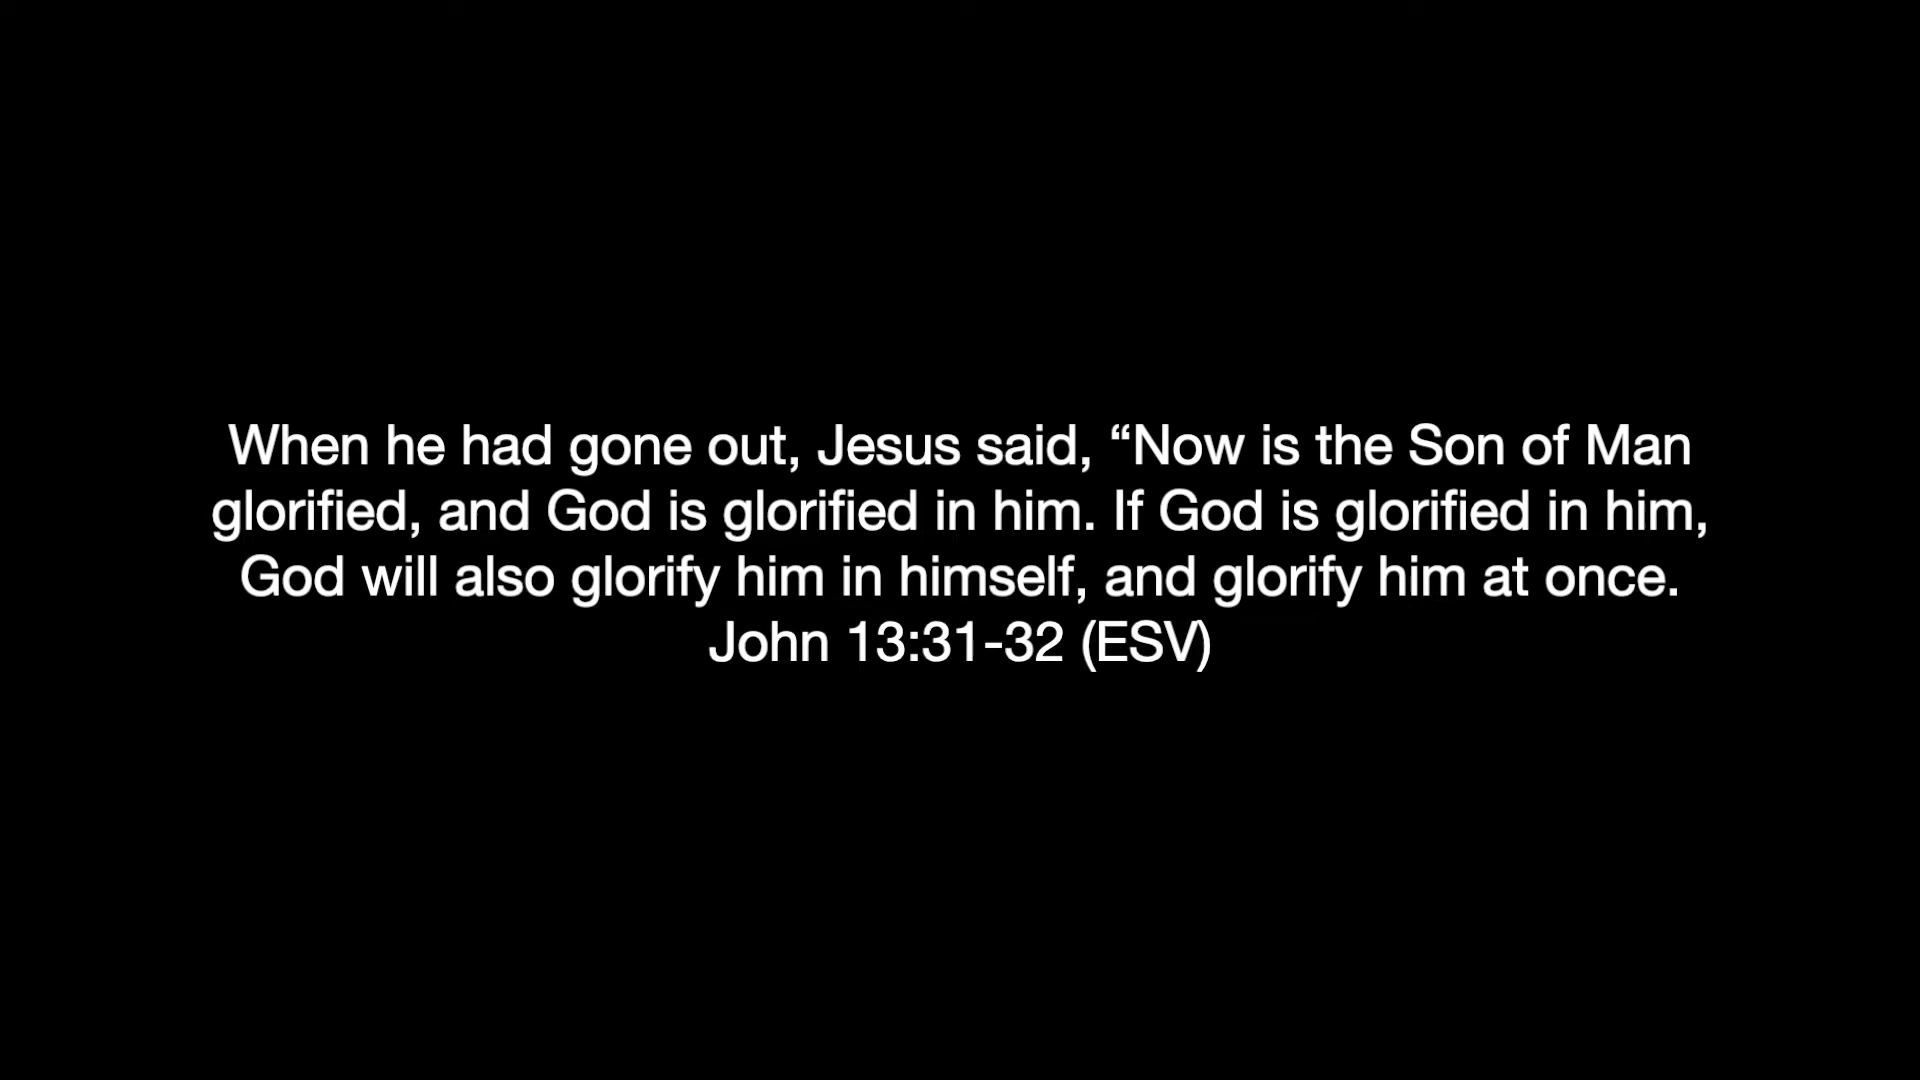 When he had gone out, Jesus said, “Now is the Son of Man
glorified, and God is glorified in him. If God is glorified in him,
God will also glorify him in himself, and glorify him at once.
John 13:31-32 (ESV)